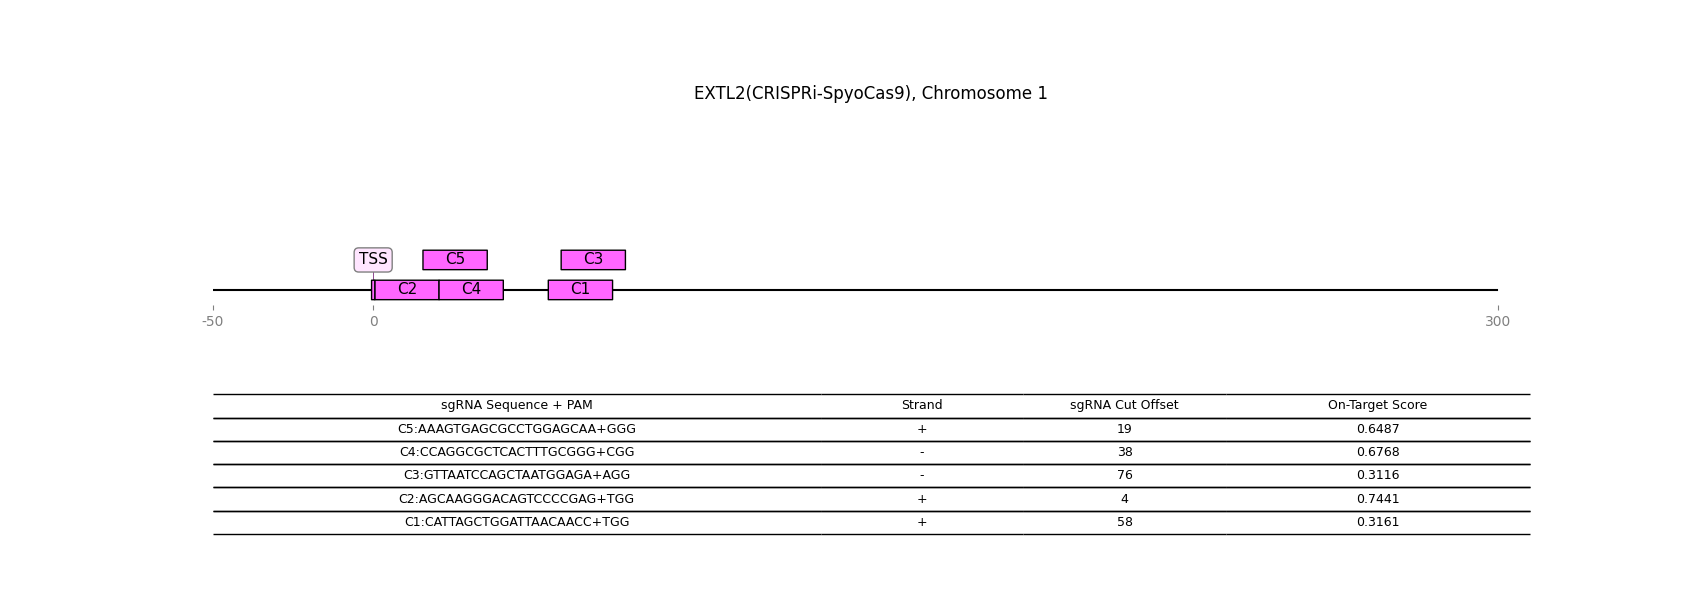 EXTL2(CRISPRi-SpyoCas9), Chromosome 1
TSS C5 C3
C2 C4 C1
-50 0 300
sgRNA Sequence + PAM Strand sgRNA Cut Offset On-Target Score
C5:AAAGTGAGCGCCTGGAGCAA+GGG + 19 0.6487
C4:CCAGGCGCTCACTTTGCGGG+CGG - 38 0.6768
C3:GTTAATCCAGCTAATGGAGA+AGG - 76 0.3116
C2:AGCAAGGGACAGTCCCCGAG+TGG + 4 0.7441
C1:CATTAGCTGGATTAACAACC+TGG + 58 0.3161